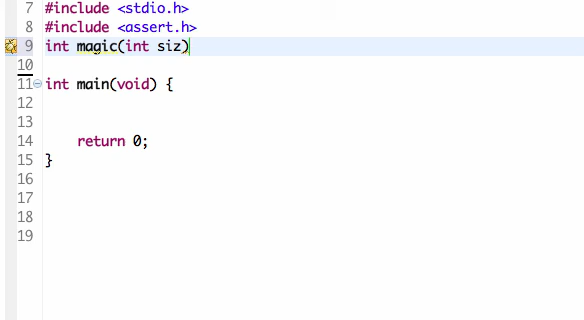 7 #include <stdio.h>
8 #include <assert.h>
9 int magic(int siz)
10
11 int main(void) {
12
13
14 return 0;
15 }
16
17
18
19